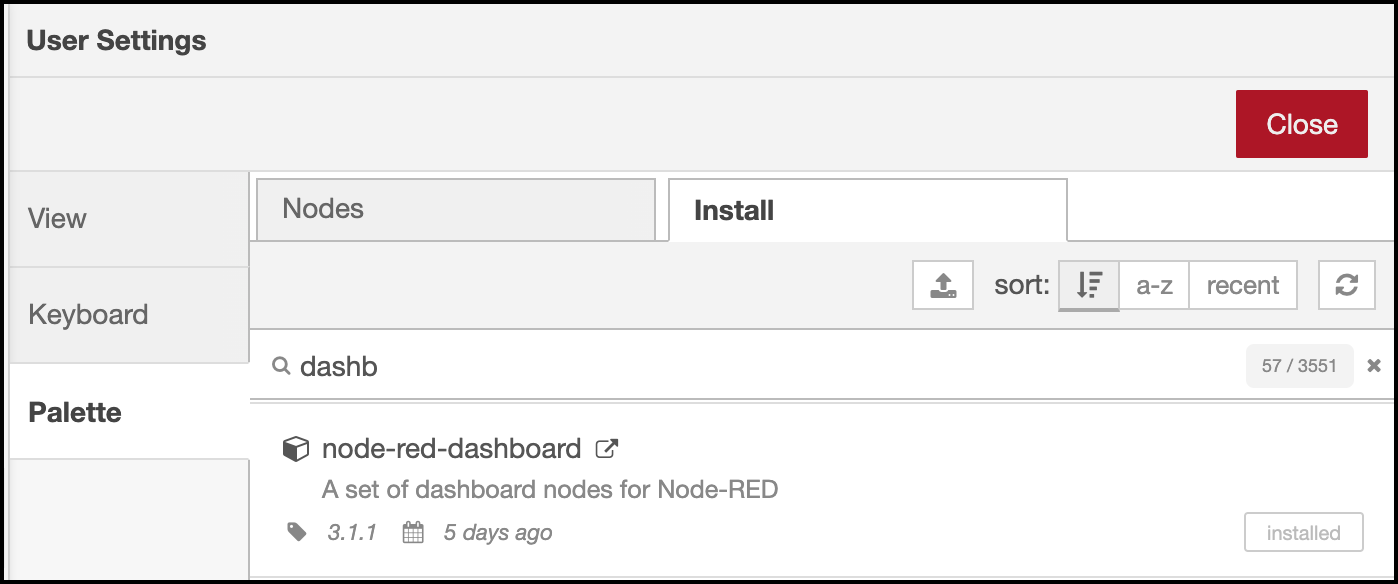 User Settings
Close
View
Keyboard
Palette
Nodes
Install
sort: a-z recent
dashb
57 / 3551
node-red-dashboard
A set of dashboard nodes for Node-RED
3.1.1 5 days ago
installed